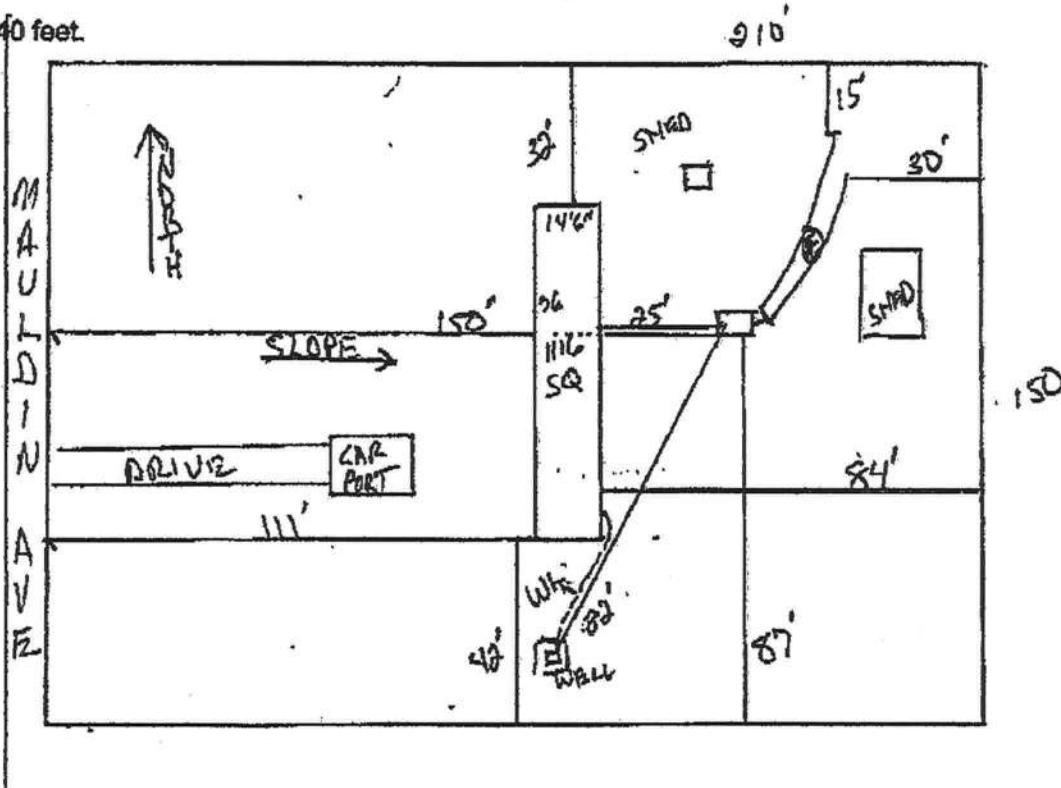 40 feet.
210'
15'
32'
SHED
30'
NORTH
MAULDIN AVE
14'6"
150'
25'
SLOPE
1116
SQ
SHED
150
DRIVE
CAR
PORT
84'
111'
82'
42'
WELL
87'